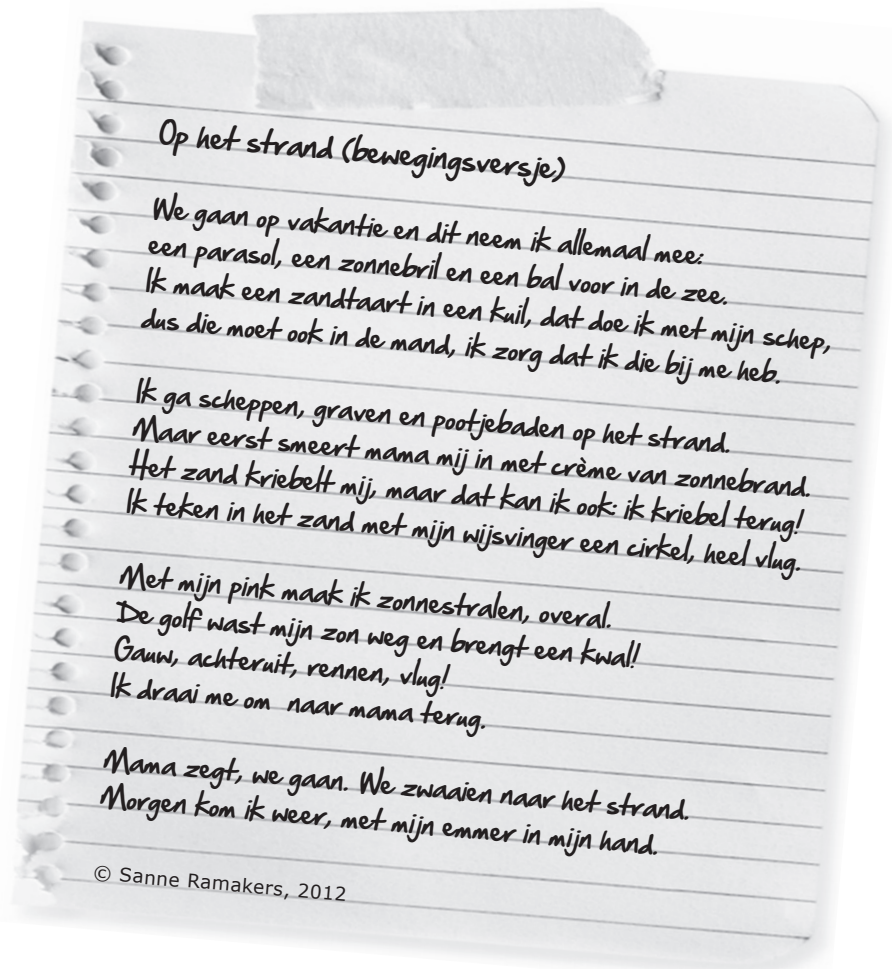 Op het strand (bewegingsversje)
We gaan op vakantie en dit neem ik allemaal mee:
een parasol, een zonnebril en een bal voor in de zee.
Ik maak een zandtaart in een kuil, dat doe ik met mijn schep,
dus die moet ook in de mand, ik zorg dat ik die bij me heb.
Ik ga scheppen, graven en pootjebaden op het strand.
Maar eerst smeert mama mij in met crème van zonnebrand.
Het zand kriebelt mij, maar dat kan ik ook: ik kriebel terug!
Ik teken in het zand met mijn wijsvinger een cirkel, heel vlug.
Met mijn pink maak ik zonnestralen, overal.
De golf wast mijn zon weg en brengt een kwal!
Gauw, achteruit, rennen, vlug!
Ik draai me om naar mama terug.
Mama zegt, we gaan. We zwaaien naar het strand.
Morgen kom ik weer, met mijn emmer in mijn hand.
© Sanne Ramakers, 2012